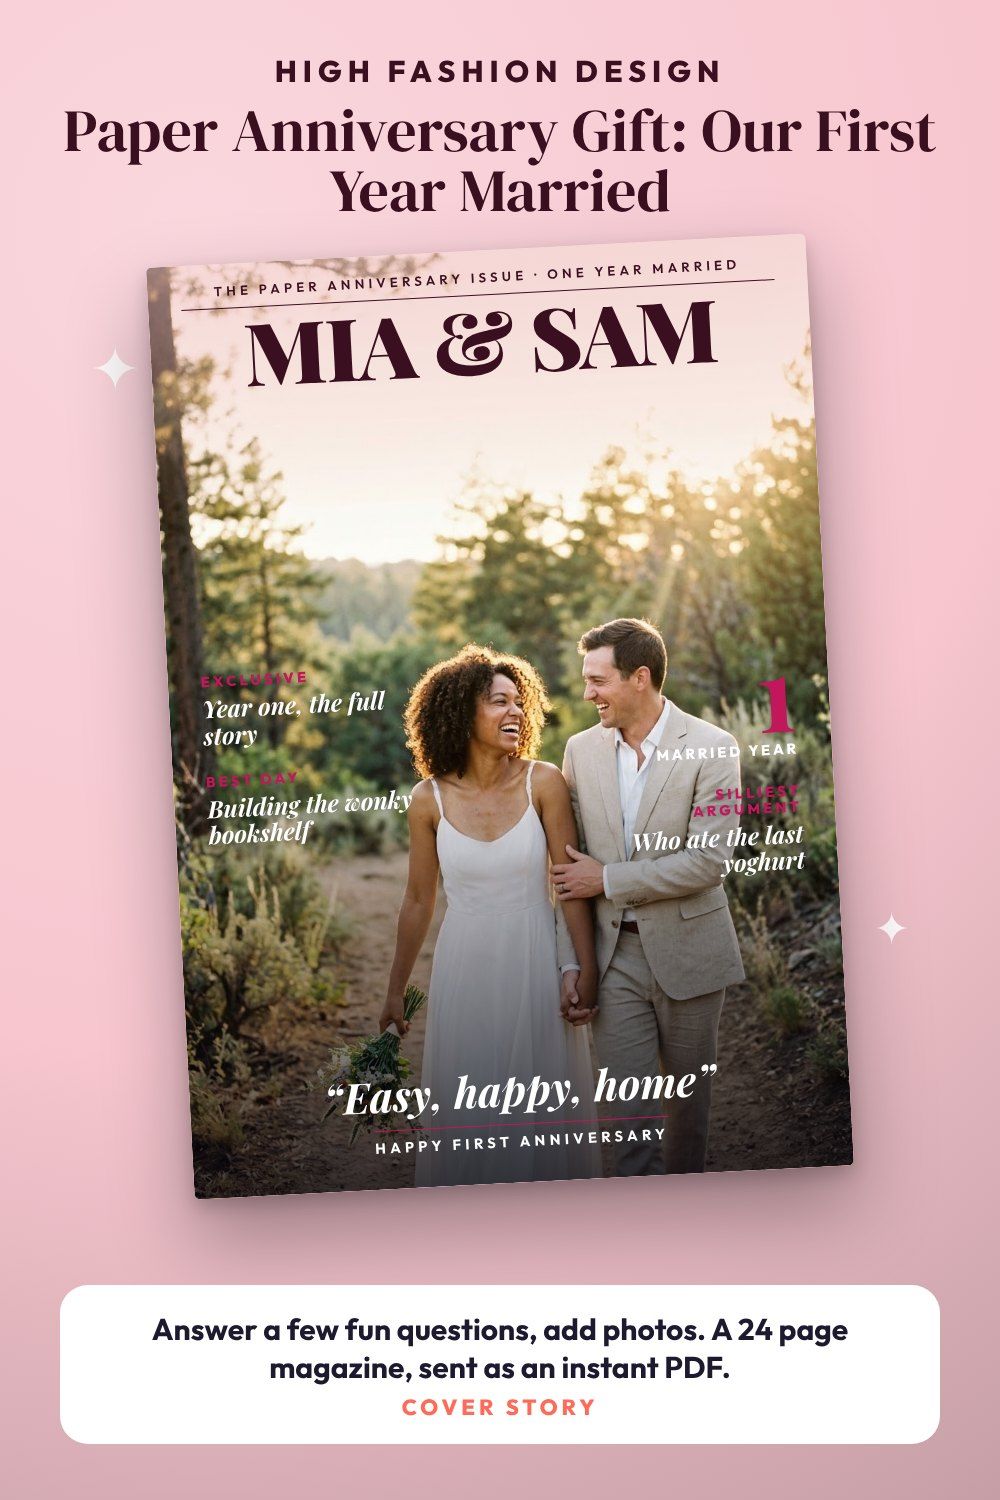 HIGH FASHION DESIGN
Paper Anniversary Gift: Our First
Year Married
THE PAPER ANNIVERSARY ISSUE · ONE YEAR MARRIED
MIA & SAM
EXCLUSIVE
Year one, the full
story
BEST DAY
Building the wonky
bookshelf
1
MARRIED YEAR
SILLIEST
ARGUMENT
Who ate the last
yoghurt
“Easy, happy, home”
HAPPY FIRST ANNIVERSARY
Answer a few fun questions, add photos. A 24 page
magazine, sent as an instant PDF.
COVER STORY